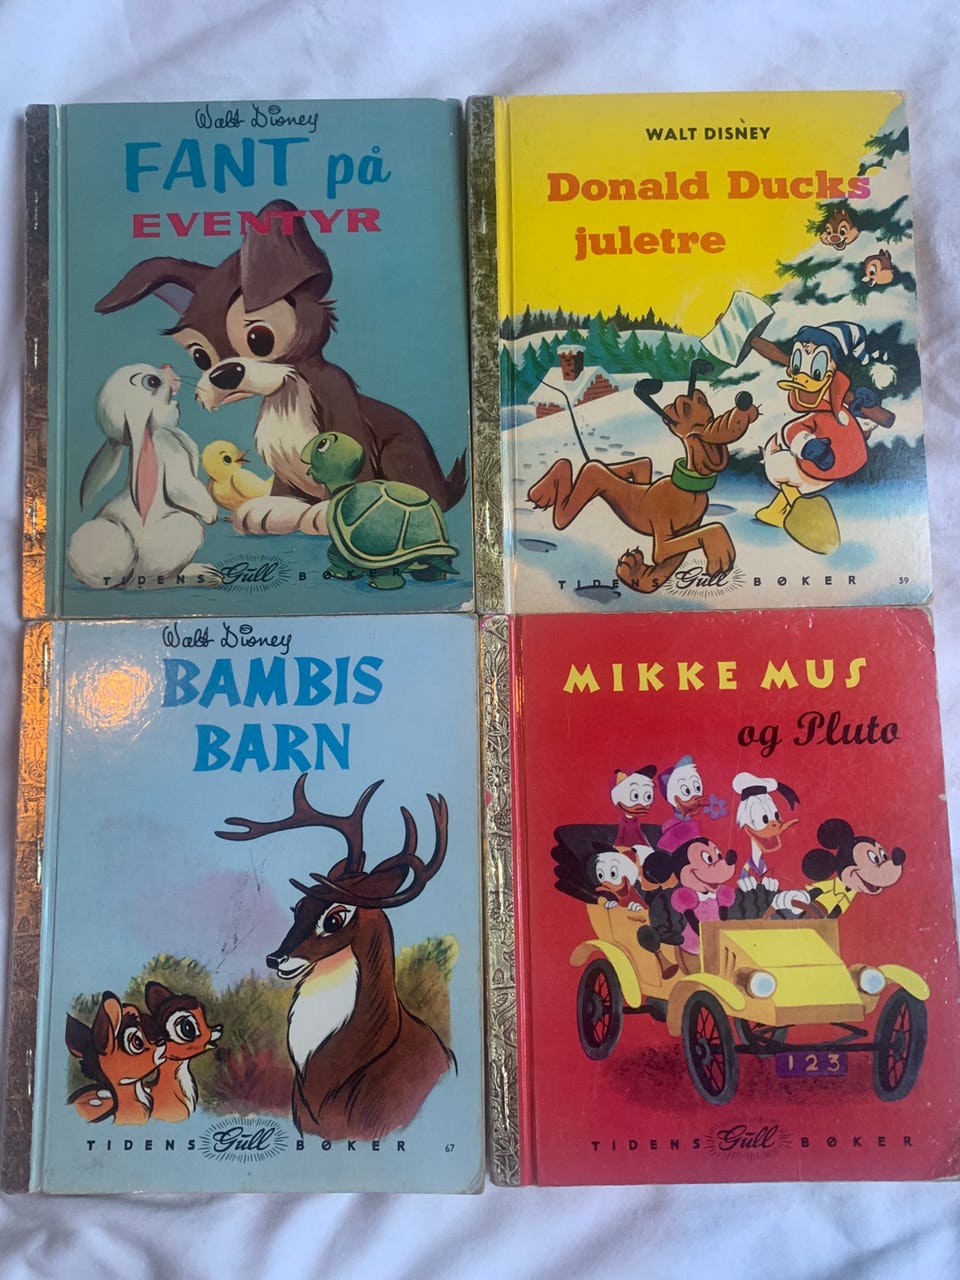 Walt Disney
FANT på
EVENTYR
TIDENS Gull BØKER
WALT DISNEY
Donald Ducks
juletre
TIDENS Gull BØKER 59
Walt Disney
BAMBIS
BARN
TIDENS Gull BØKER 67
MIKKE MUS
og Pluto
123
TIDENS Gull BØKER